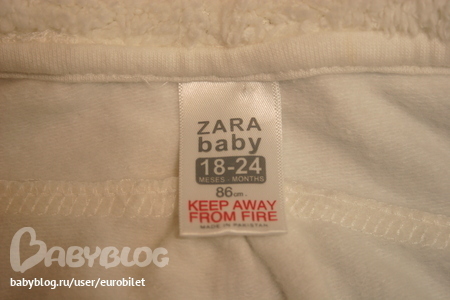 ZARA
baby
18-24
MESES - MONTHS
86cm-
KEEP AWAY
FROM FIRE
MADE IN PAKISTAN
BABYBLOG
babyblog.ru/user/eurobilet